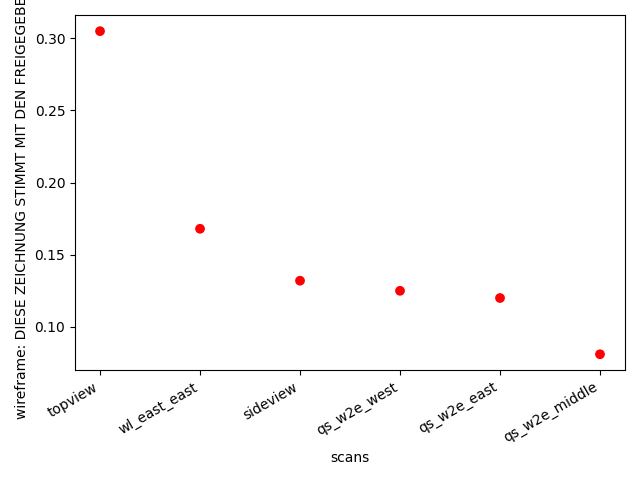 wireframe: DIESE ZEICHNUNG STIMMT MIT DEN
0.30
0.25
0.20
0.15
0.10
topview
wl_east_east
sideview
qs_w2e_west
qs_w2e_east
qs_w2e_middle
scans